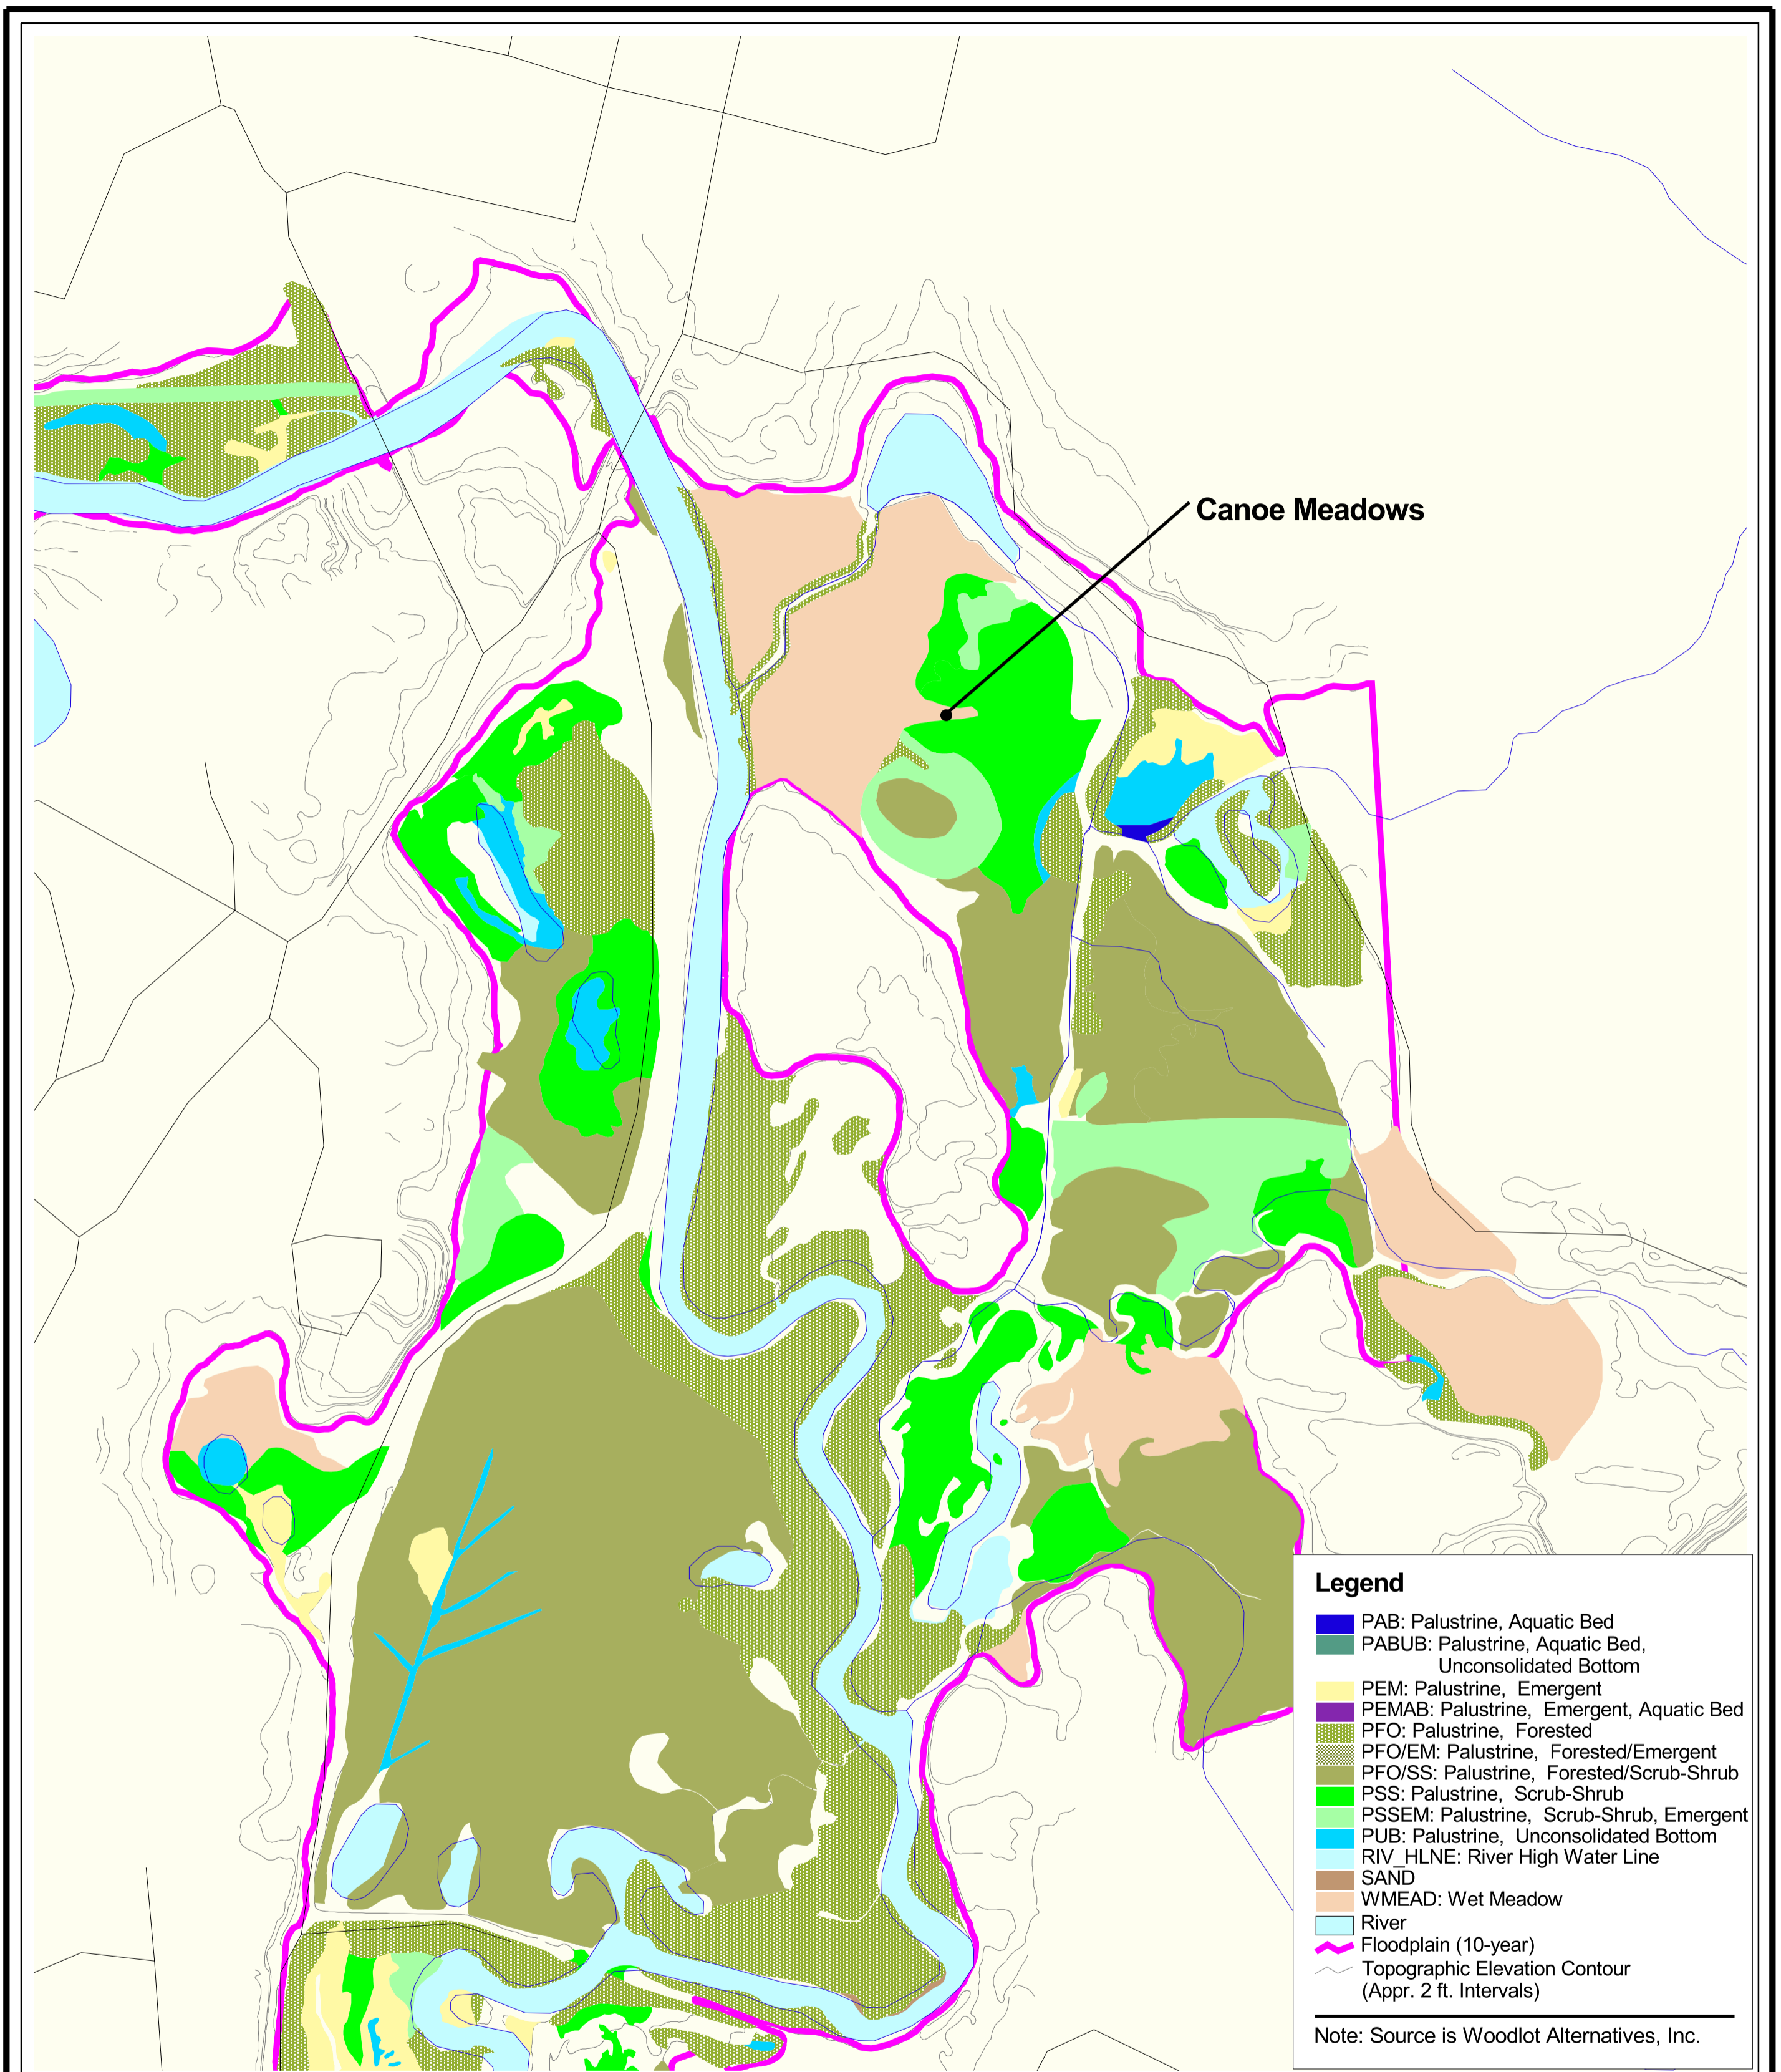 Canoe Meadows
Legend
PAB: Palustrine, Aquatic Bed
PABUB: Palustrine, Aquatic Bed,
Unconsolidated Bottom
PEM: Palustrine, Emergent
PEMAB: Palustrine, Emergent, Aquatic Bed
PFO: Palustrine, Forested
PFO/EM: Palustrine, Forested/Emergent
PFO/SS: Palustrine, Forested/Scrub-Shrub
PSS: Palustrine, Scrub-Shrub
PSSEM: Palustrine, Scrub-Shrub, Emergent
PUB: Palustrine, Unconsolidated Bottom
RIV_HLNE: River High Water Line
SAND
WMEAD: Wet Meadow
River
Floodplain (10-year)
Topographic Elevation Contour
(Appr. 2 ft. Intervals)
Note: Source is Woodlot Alternatives, Inc.